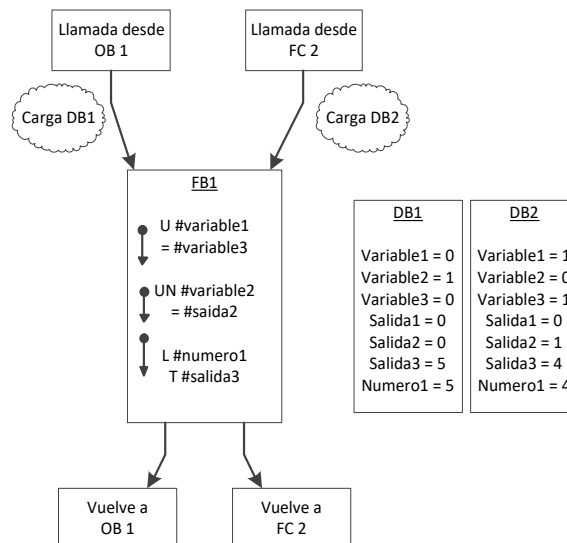 Llamada desde
OB 1
Llamada desde
FC 2
Carga DB1
Carga DB2
FB1
U #variable1
= #variable3
UN #variable2
= #saida2
L #numero1
T #salida3
DB1
Variable1 = 0
Variable2 = 1
Variable3 = 0
Salida1 = 0
Salida2 = 0
Salida3 = 5
Numero1 = 5
DB2
Variable1 = 1
Variable2 = 0
Variable3 = 1
Salida1 = 0
Salida2 = 1
Salida3 = 4
Numero1 = 4
Vuelve a
OB 1
Vuelve a
FC 2